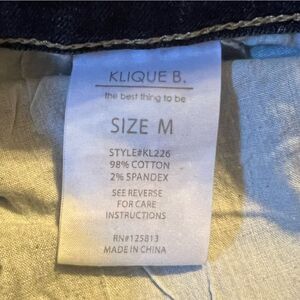 KLIQUE B.
the best thing to be
SIZE M
STYLE#KL226
98% COTTON
2% SPANDEX
SEE REVERSE
FOR CARE
INSTRUCTIONS
RN#125813
MADE IN CHINA